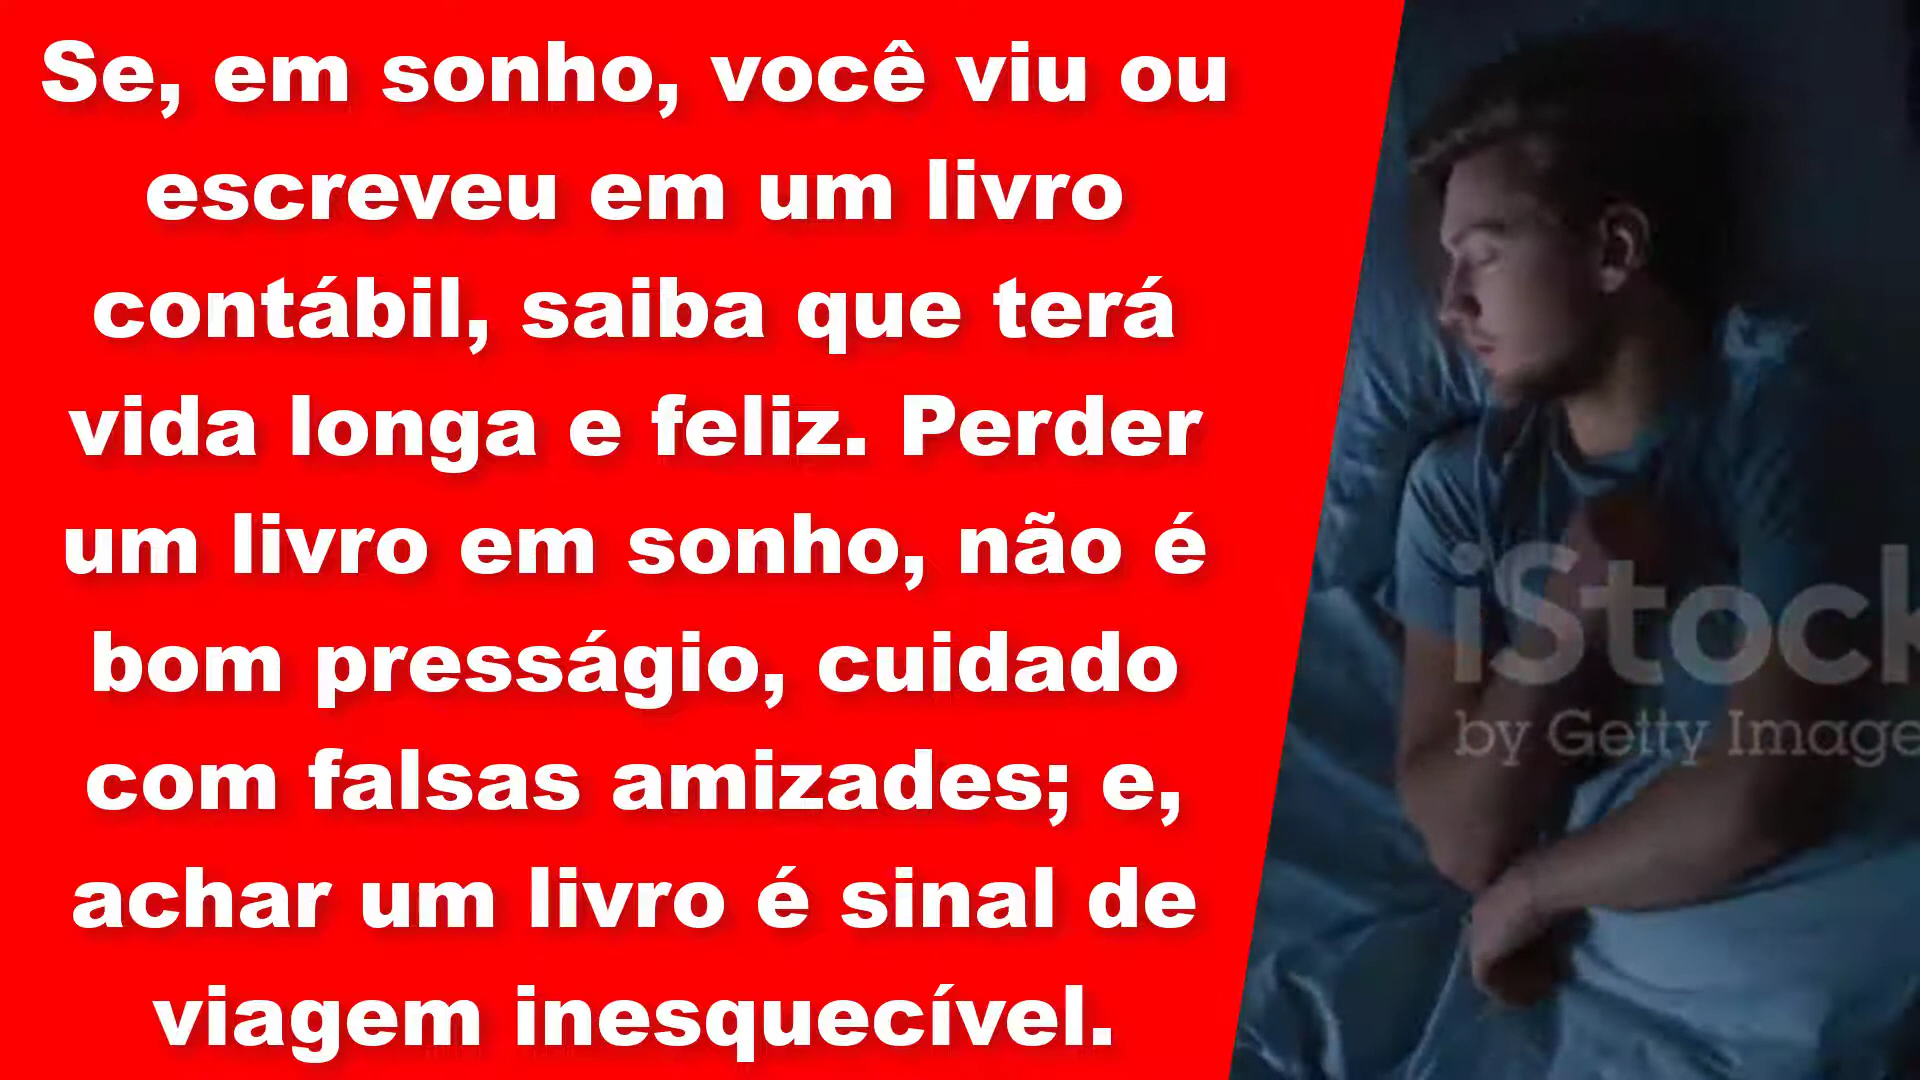 Se, em sonho, você viu ou
escreveu em um livro
contábil, saiba que terá
vida longa e feliz. Perder
um livro em sonho, não é
bom presságio, cuidado
com falsas amizades; e,
achar um livro é sinal de
viagem inesquecível.
iStock
by Getty Image